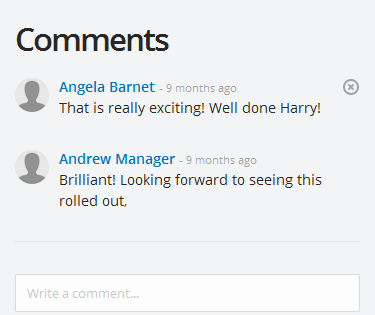 Comments
Angela Barnet - 9 months ago
That is really exciting! Well done Harry!
Andrew Manager - 9 months ago
Brilliant! Looking forward to seeing this
rolled out,
Write a comment...